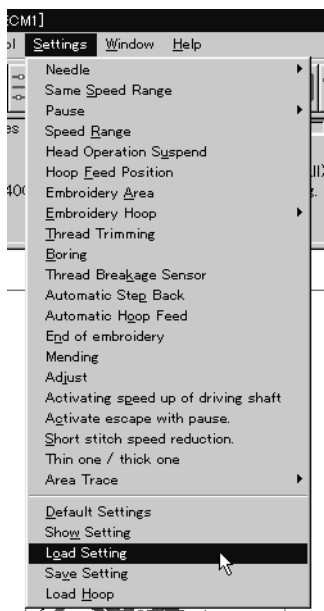 ECM1]
ol Settings Window Help
Needle
Same Speed Range
Pause
Speed Range
Head Operation Suspend
Hoop Feed Position
Embroidery Area
Embroidery Hoop
Thread Trimming
Boring
Thread Breakage Sensor
Automatic Step Back
Automatic Hoop Feed
End of embroidery
Mending
Adjust
Activating speed up of driving shaft
Activate escape with pause.
Short stitch speed reduction.
Thin one / thick one
Area Trace
Default Settings
Show Setting
Load Setting
Save Setting
Load Hoop